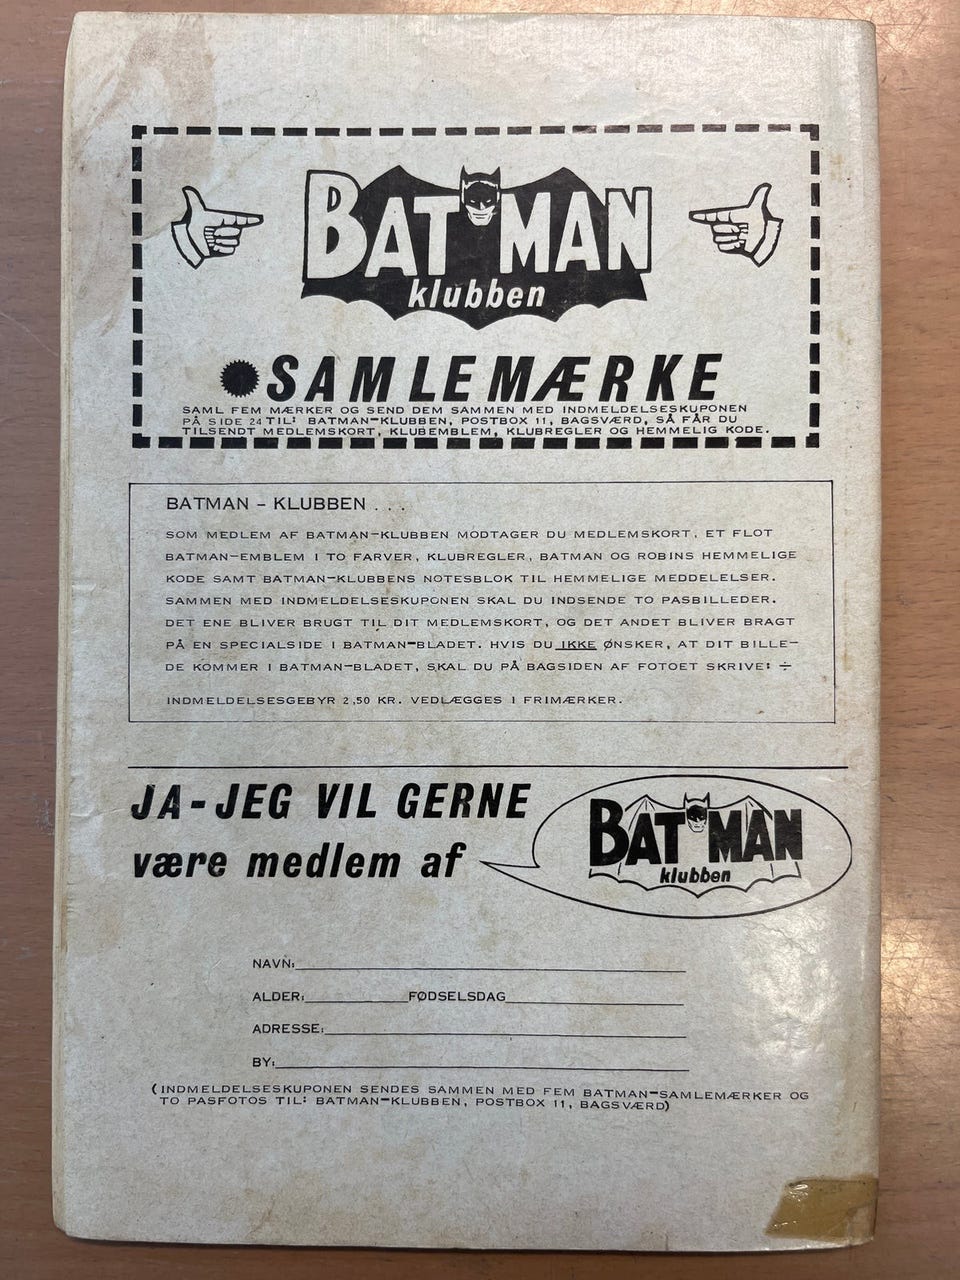 BATMAN
klubben
SAMLEMÆRKE
SAML FEM MÆRKER OG SEND DEM SAMMEN MED INDMELDELSESKUPONEN
PÅ SIDE 24 TIL: BATMAN-KLUBBEN, POSTBOX 11, BAGSVÆRD, SÅ FÅR DU
TILSENDT MEDLEMSKORT, KLUBEMBLEM, KLUBREGLER OG HEMMELIG KODE.
BATMAN - KLUBBEN . . .
SOM MEDLEM AF BATMAN-KLUBBEN MODTAGER DU MEDLEMSKORT, ET FLOT
BATMAN-EMBLEM I TO FARVER, KLUBREGLER, BATMAN OG ROBINS HEMMELIGE
KODE SAMT BATMAN-KLUBBENS NOTESBLOK TIL HEMMELIGE MEDDELELSER.
SAMMEN MED INDMELDELSESKUPONEN SKAL DU INDSENDE TO PASBILLEDER.
DET ENE BLIVER BRUGT TIL DIT MEDLEMSKORT, OG DET ANDET BLIVER BRAGT
PÅ EN SPECIALSIDE I BATMAN-BLADET. HVIS DU IKKE ØNSKER, AT DIT BILLE-
DE KOMMER I BATMAN-BLADET, SKAL DU PÅ BAGSIDEN AF FOTOET SKRIVE: ÷
INDMELDELSESGEBYR 2,50 KR. VEDLÆGGES I FRIMÆRKER.
JA-JEG VIL GERNE
være medlem af
BATMAN
klubben
NAVN:
ALDER: FØDSELSDAG
ADRESSE:
BY:
(INDMELDELSESKUPONEN SENDES SAMMEN MED FEM BATMAN-SAMLEMÆRKER OG
TO PASFOTOS TIL: BATMAN-KLUBBEN, POSTBOX 11, BAGSVÆRD)